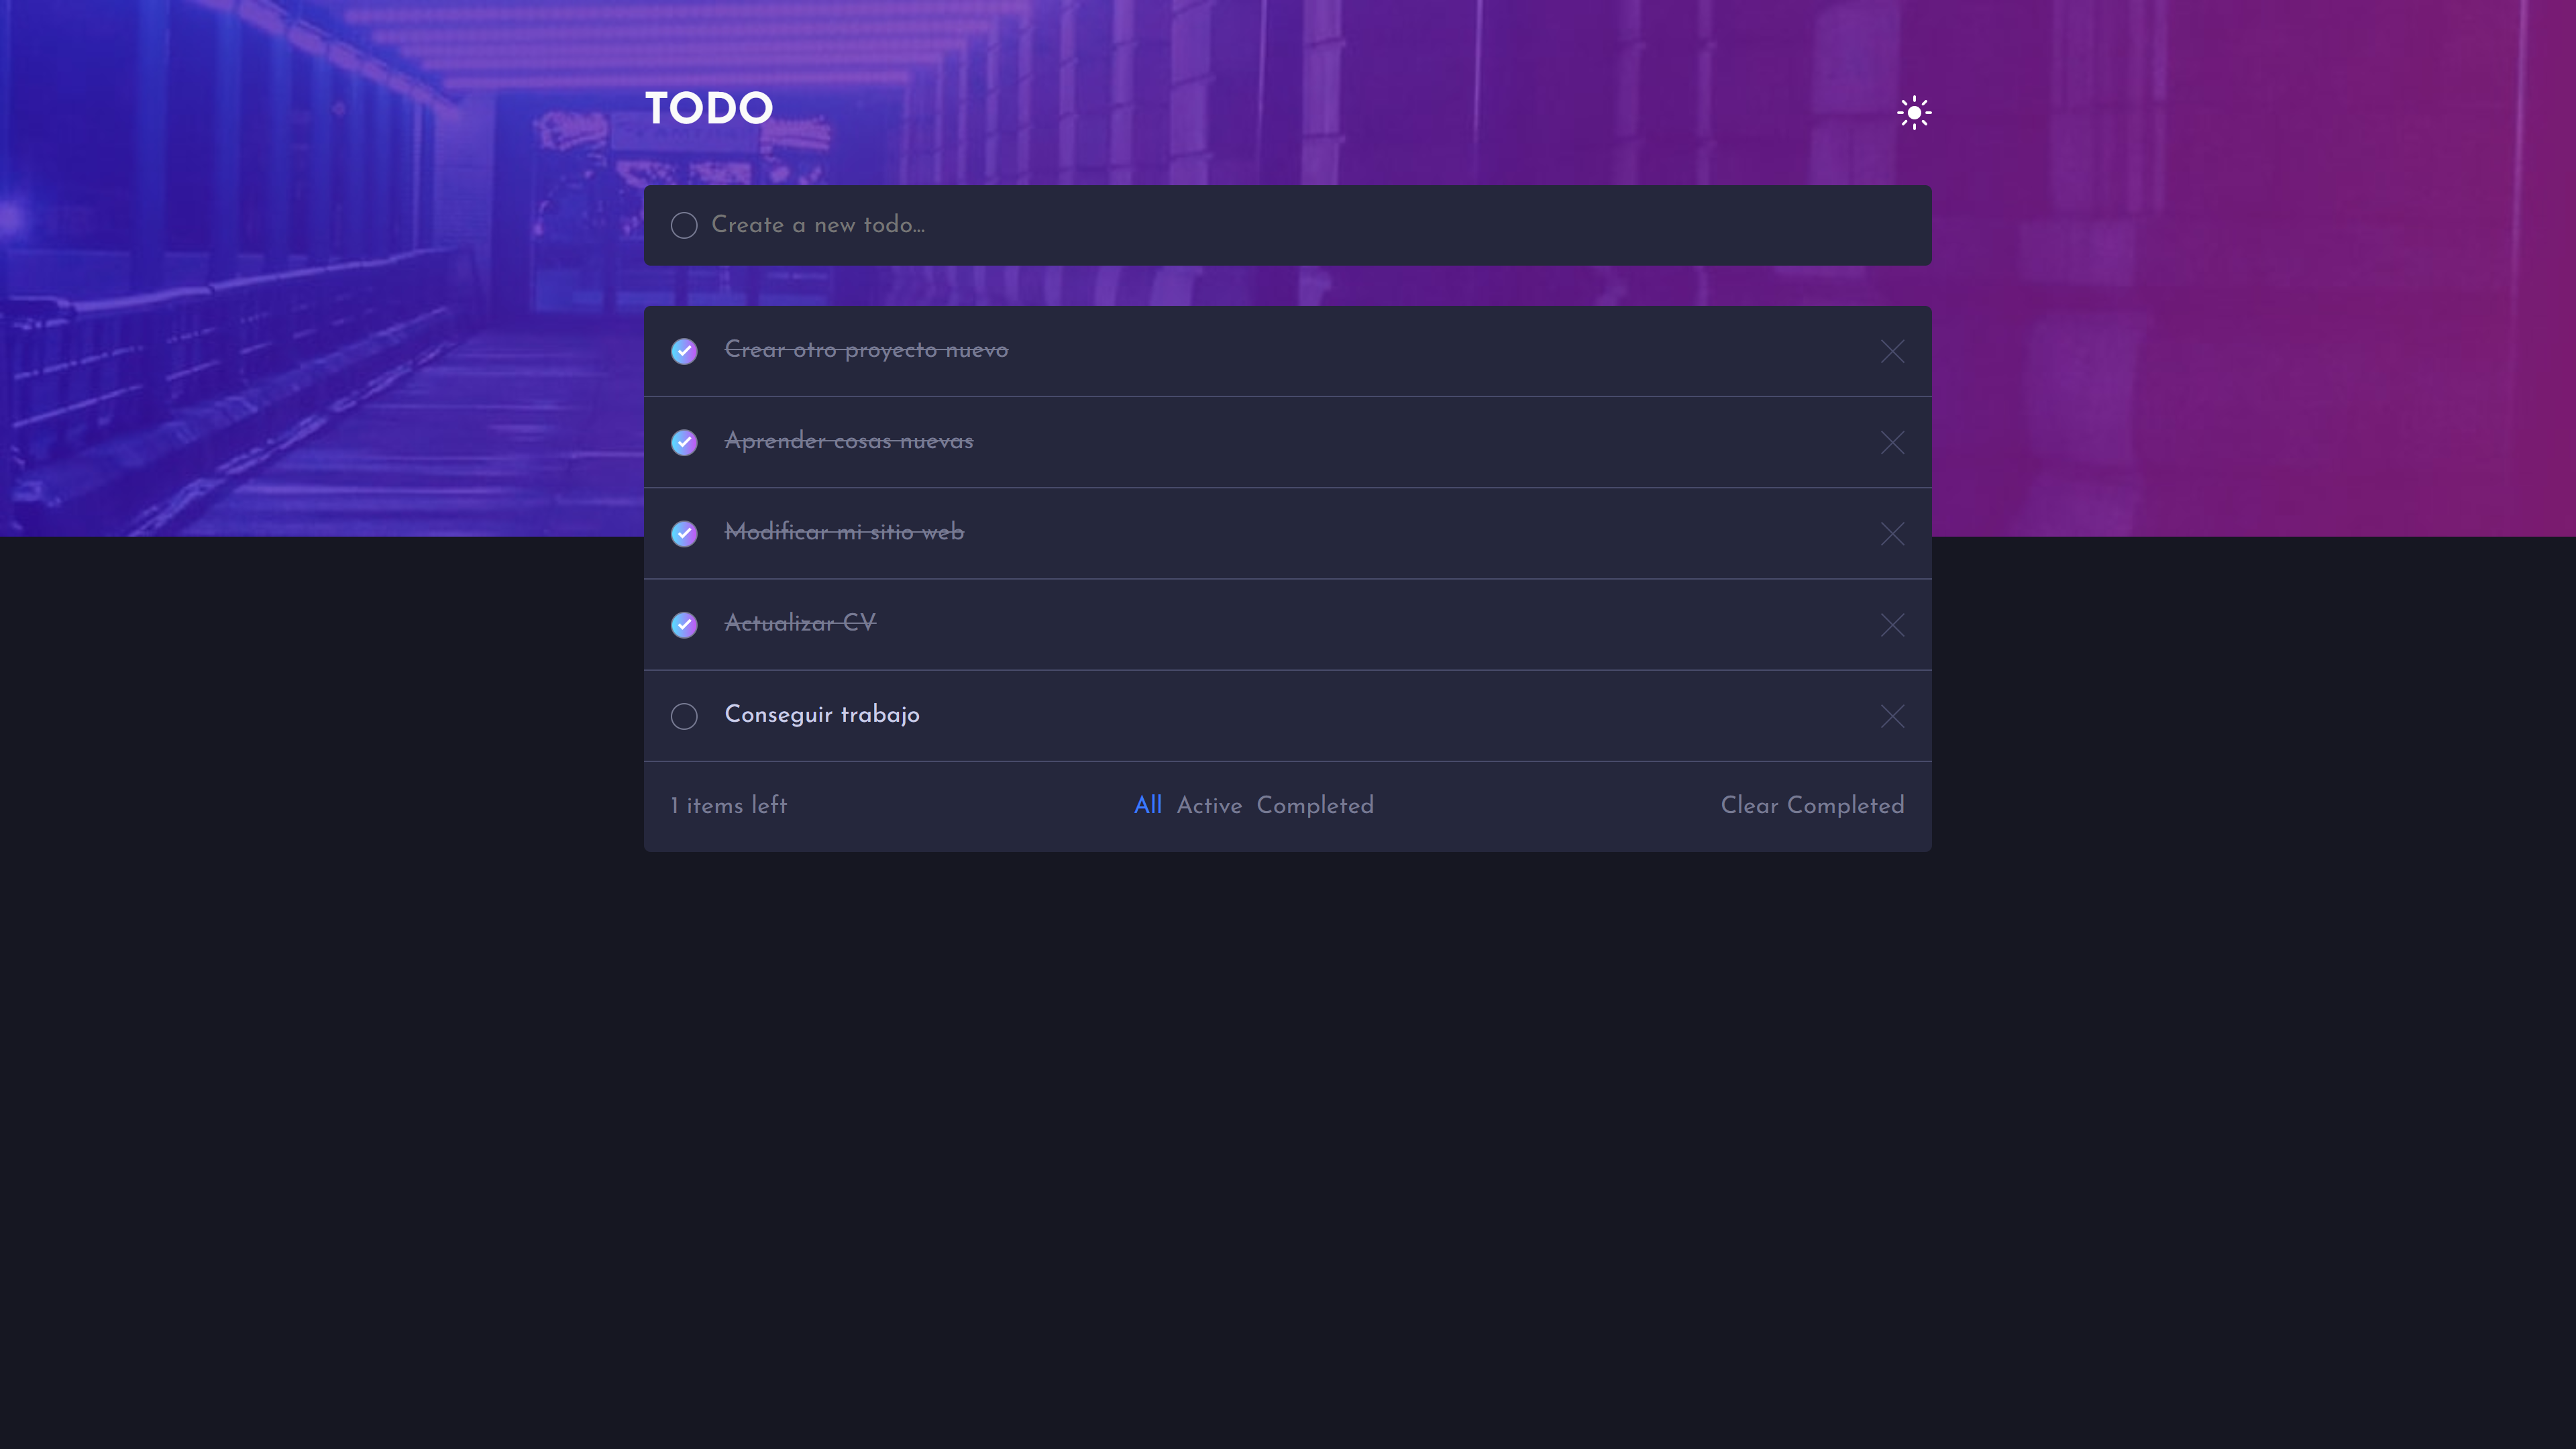 TODO
Create a new todo...
Crear otro proyecto nuevo
Aprender cosas nuevas
Modificar mi sitio web
Actualizar CV
Conseguir trabajo
1 items left All Active Completed Clear Completed